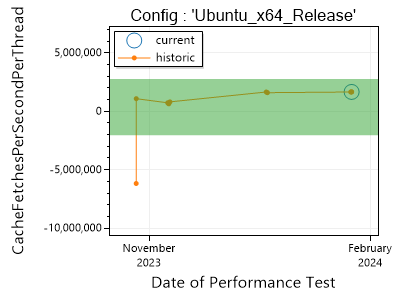 Config : 'Ubuntu_x64_Release'
current
historic
CacheFetchesPerSecondPerThread
5,000,000
0
-5,000,000
-10,000,000
November
2023
February
2024
Date of Performance Test